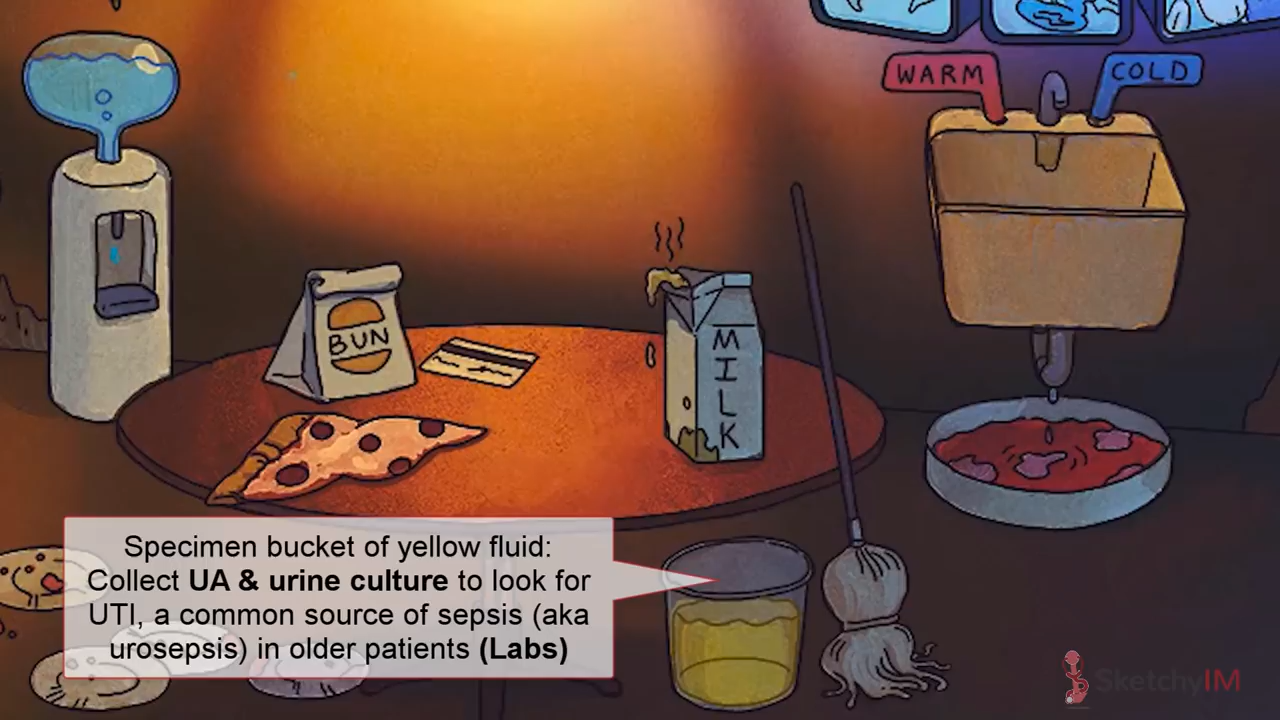 WARM
COLD
BUN
MILK
Specimen bucket of yellow fluid:
Collect UA & urine culture to look for
UTI, a common source of sepsis (aka
urosepsis) in older patients (Labs)
SketchyIM